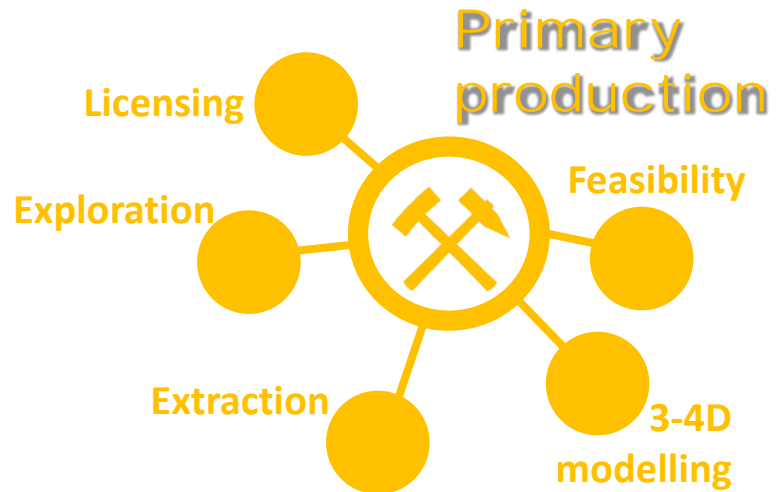 Primary
production
Licensing
Feasibility
Exploration
Extraction
3-4D
modelling